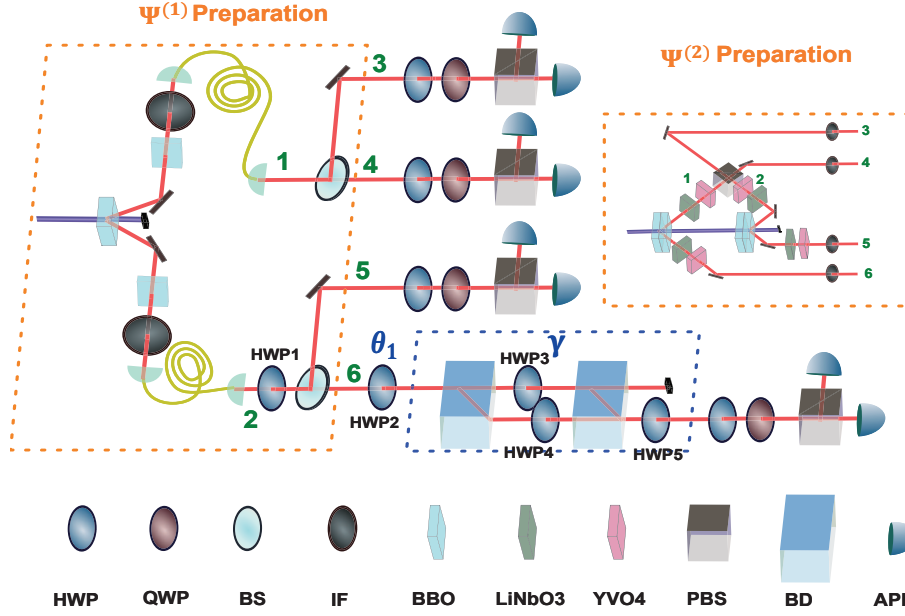 Ψ(1) Preparation
Ψ(2) Preparation
3
1
4
5
HWP1
2
6
θ1
HWP2
γ
HWP3
HWP4
HWP5
1
2
3
4
5
6
HWP QWP BS IF BBO LiNbO3 YVO4 PBS BD